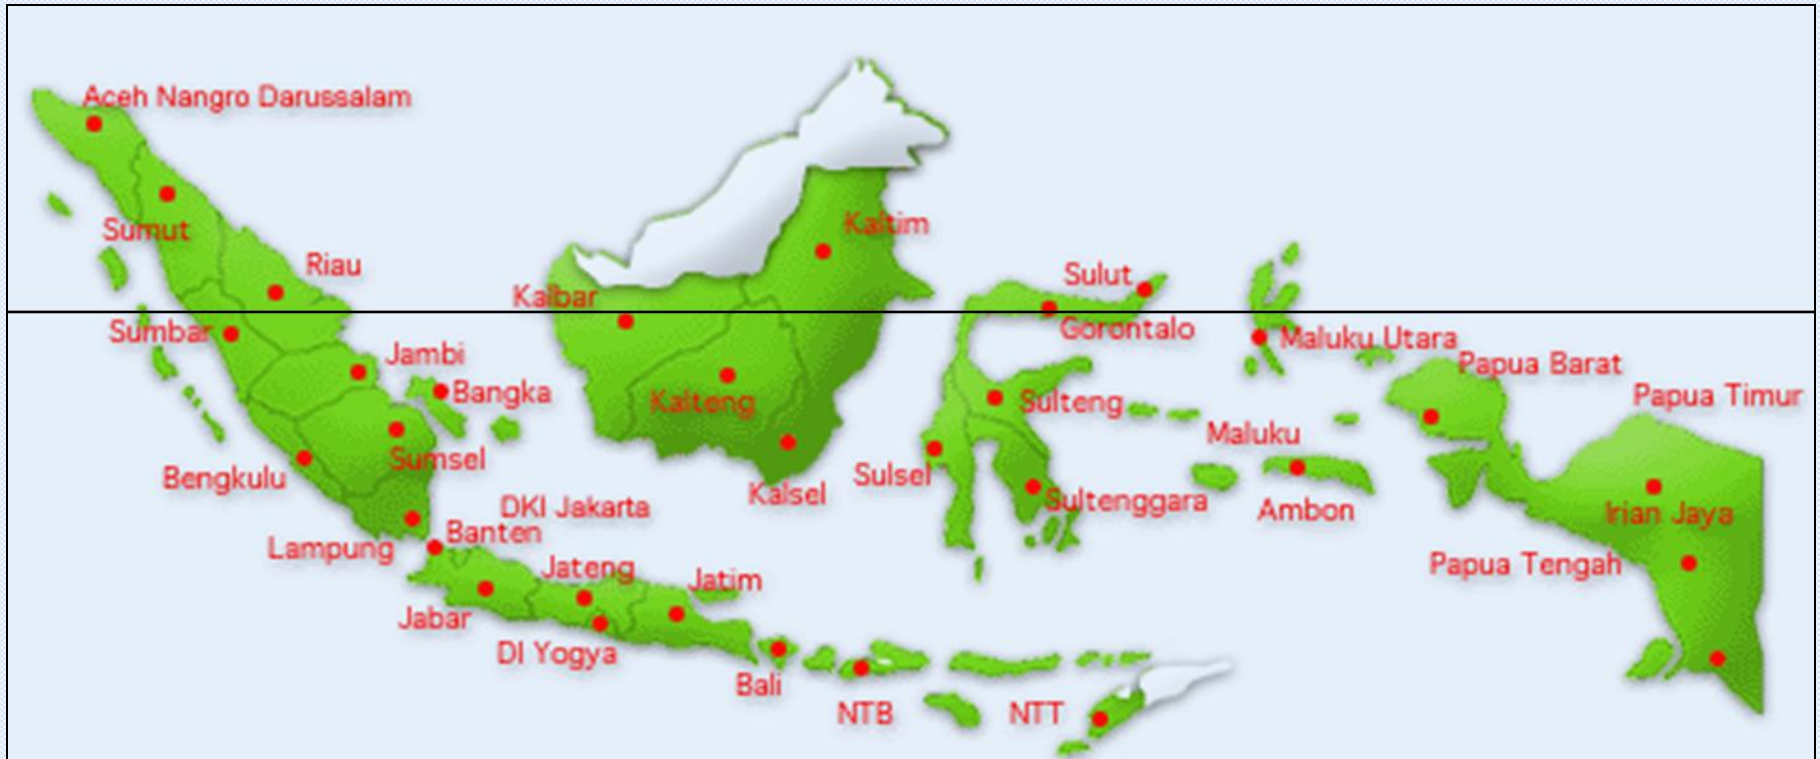 Aceh Nangro Darussalam
Sumut
Kaltim
Riau
Sulut
Kalbar
Gorontalo
Sumbar
Maluku Utara
Jambi
Papua Barat
Bangka
Papua Timur
Kalteng
Sulteng
Maluku
Sumsel
Bengkulu
Sulsel
Kalsel
Sultenggara
DKI Jakarta
Ambon
Irian Jaya
Banten
Lampung
Papua Tengah
Jateng
Jatim
Jabar
DI Yogya
Bali
NTB
NTT